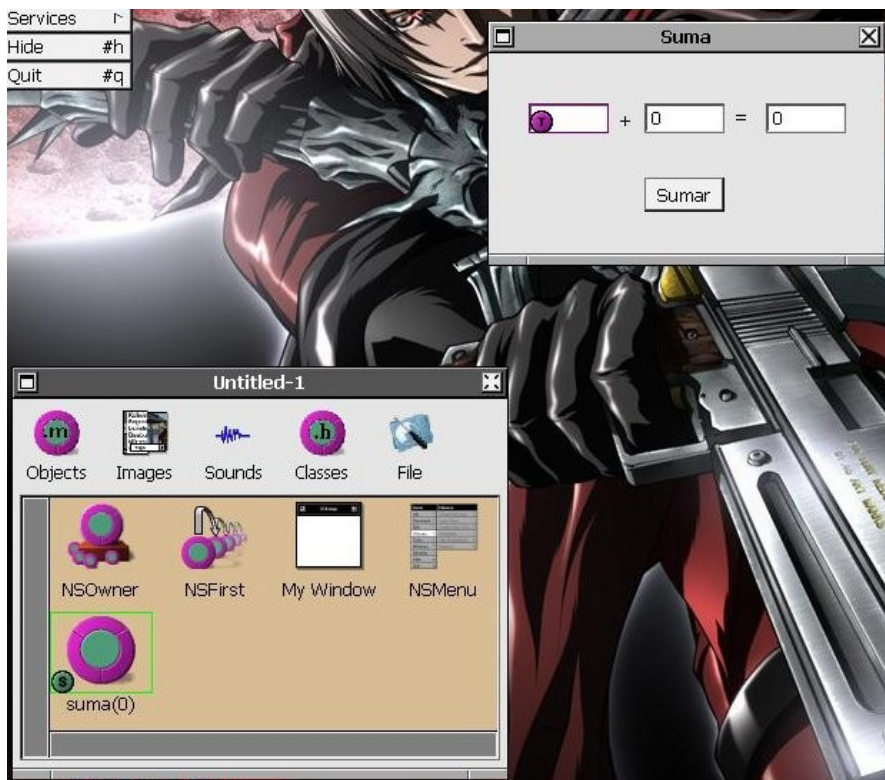 Services
Hide #h
Quit #q
Suma
T + 0 = 0
Sumar
Untitled-1
.m .h
Objects Images Sounds Classes File
NSOwner NSFirst My Window NSMenu
S
suma(0)